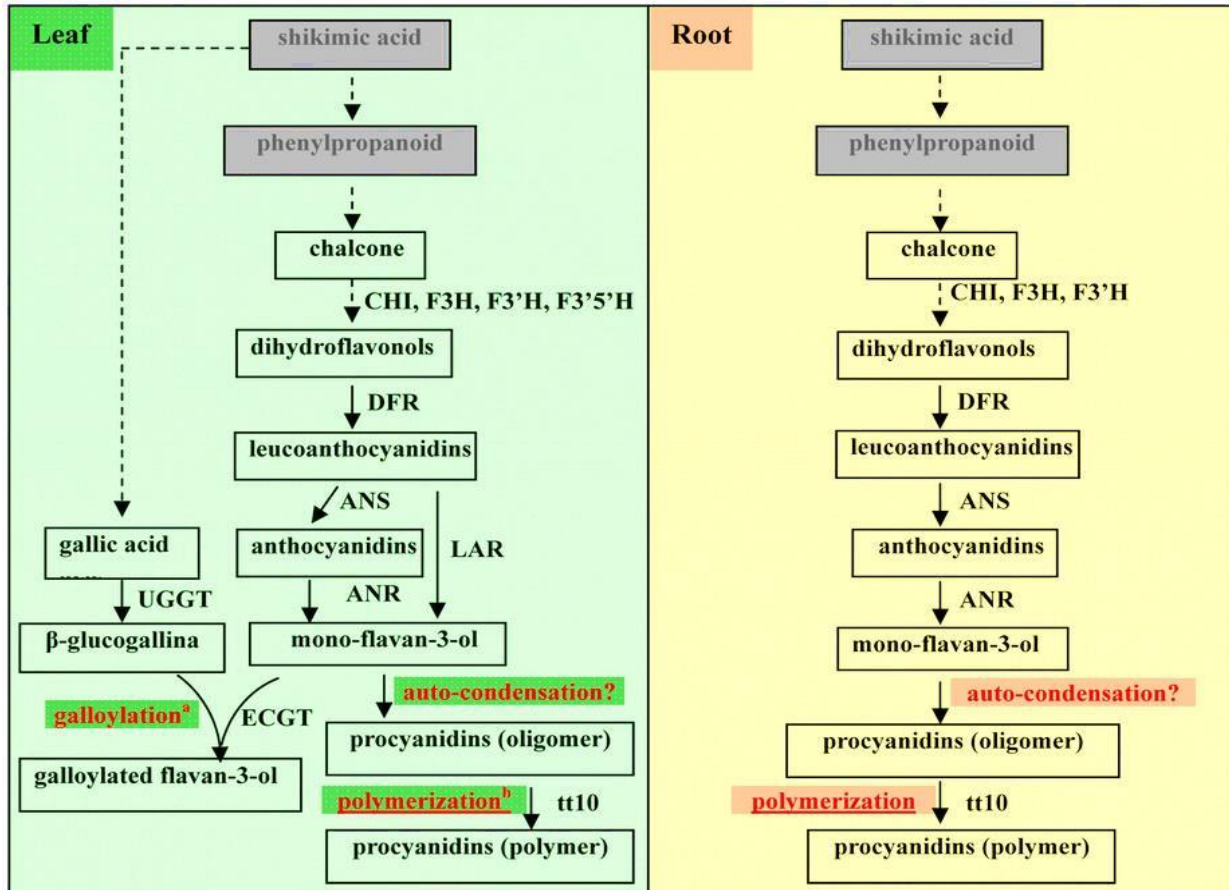 Leaf
shikimic acid
phenylpropanoid
chalcone
CHI, F3H, F3’H, F3’5’H
dihydroflavonols
DFR
leucoanthocyanidins
ANS
gallic acid
anthocyanidins
LAR
UGGT
ANR
β-glucogallina
mono-flavan-3-ol
galloylationᵃ
ECGT
auto-condensation?
procyanidins (oligomer)
galloylated flavan-3-ol
polymerizationᵇ
tt10
procyanidins (polymer)
Root
shikimic acid
phenylpropanoid
chalcone
CHI, F3H, F3’H
dihydroflavonols
DFR
leucoanthocyanidins
ANS
anthocyanidins
ANR
mono-flavan-3-ol
auto-condensation?
procyanidins (oligomer)
polymerization
tt10
procyanidins (polymer)